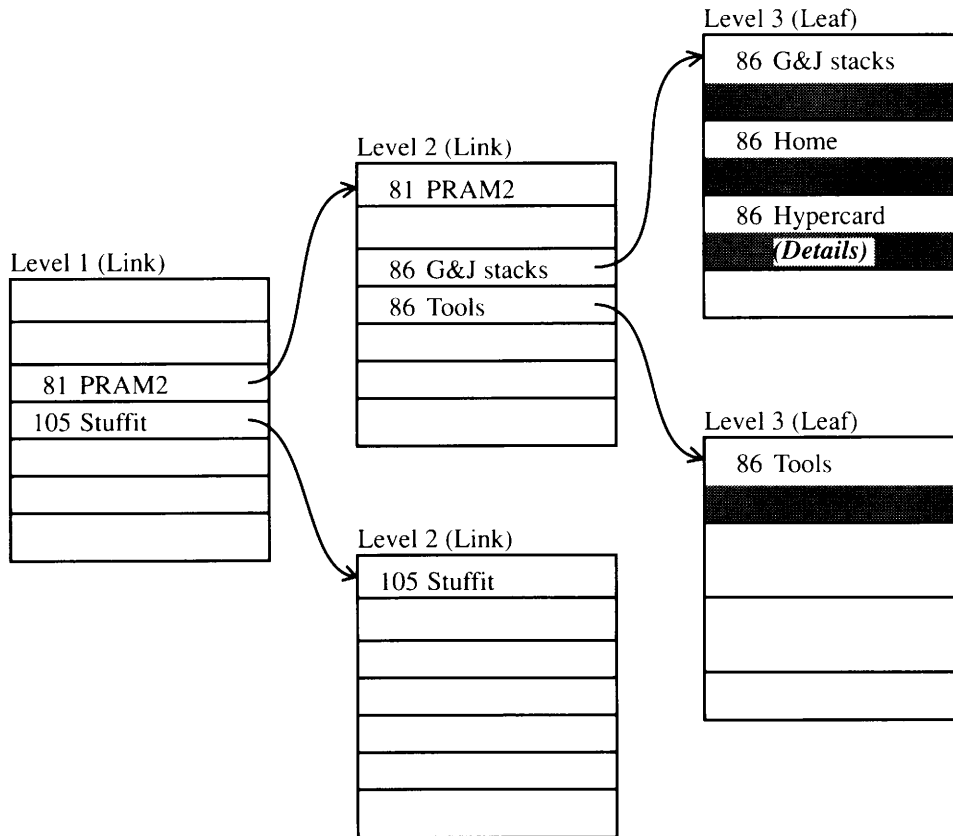 Level 1 (Link)
81 PRAM2
105 Stuffit
Level 2 (Link)
81 PRAM2
86 G&J stacks
86 Tools
Level 2 (Link)
105 Stuffit
Level 3 (Leaf)
86 G&J stacks
86 Home
86 Hypercard
(Details)
Level 3 (Leaf)
86 Tools